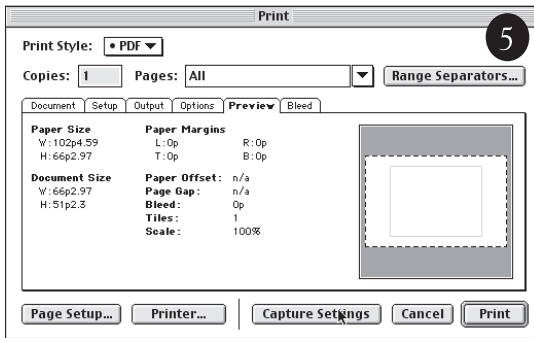 Print
5
Print Style: • PDF
Copies: 1 Pages: All Range Separators...
Document Setup Output Options Preview Bleed
Paper Size Paper Margins
W:102p4.59 L:0p R:0p
H:66p2.97 T:0p B:0p
Document Size Paper Offset: n/a
W:66p2.97 Page Gap: n/a
H:51p2.3 Bleed: 0p
Tiles: 1
Scale: 100%
Page Setup... Printer... Capture Settings Cancel Print